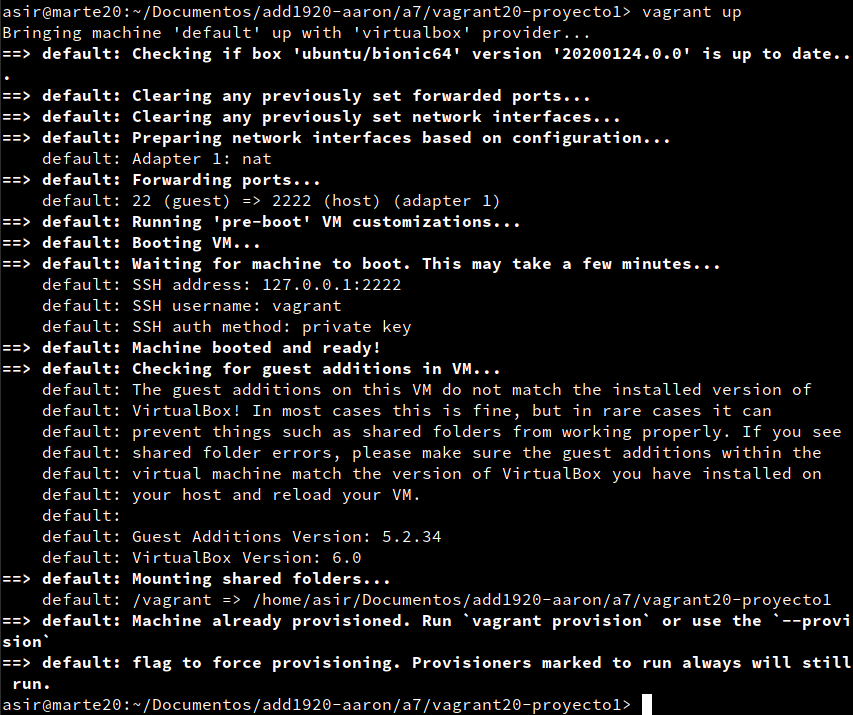 asir@marte20:~/Documentos/add1920-aaron/a7/vagrant20-proyecto1> vagrant up
Bringing machine 'default' up with 'virtualbox' provider...
==> default: Checking if box 'ubuntu/bionic64' version '20200124.0.0' is up to date..
.
==> default: Clearing any previously set forwarded ports...
==> default: Clearing any previously set network interfaces...
==> default: Preparing network interfaces based on configuration...
    default: Adapter 1: nat
==> default: Forwarding ports...
    default: 22 (guest) => 2222 (host) (adapter 1)
==> default: Running 'pre-boot' VM customizations...
==> default: Booting VM...
==> default: Waiting for machine to boot. This may take a few minutes...
    default: SSH address: 127.0.0.1:2222
    default: SSH username: vagrant
    default: SSH auth method: private key
==> default: Machine booted and ready!
==> default: Checking for guest additions in VM...
    default: The guest additions on this VM do not match the installed version of
    default: VirtualBox! In most cases this is fine, but in rare cases it can
    default: prevent things such as shared folders from working properly. If you see
    default: shared folder errors, please make sure the guest additions within the
    default: virtual machine match the version of VirtualBox you have installed on
    default: your host and reload your VM.
    default:
    default: Guest Additions Version: 5.2.34
    default: VirtualBox Version: 6.0
==> default: Mounting shared folders...
    default: /vagrant => /home/asir/Documentos/add1920-aaron/a7/vagrant20-proyecto1
==> default: Machine already provisioned. Run `vagrant provision` or use the `--provi
sion`
==> default: flag to force provisioning. Provisioners marked to run always will still
 run.
asir@marte20:~/Documentos/add1920-aaron/a7/vagrant20-proyecto1>